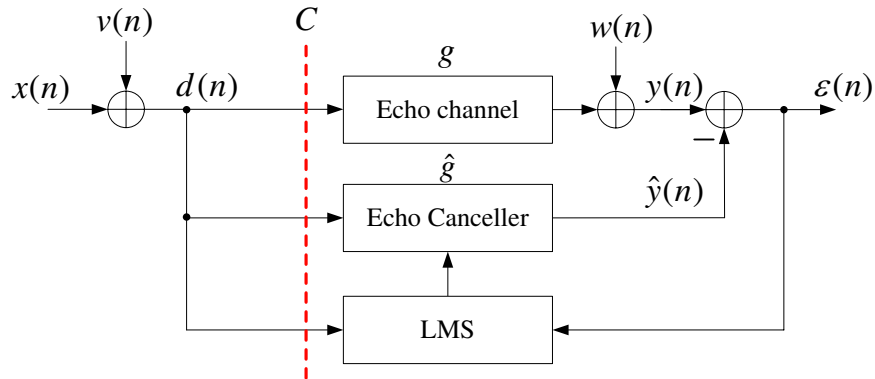 v(n)
C
g
w(n)
x(n)
d(n)
Echo channel
y(n)
ε(n)
−
ĝ
Echo Canceller
ŷ(n)
LMS